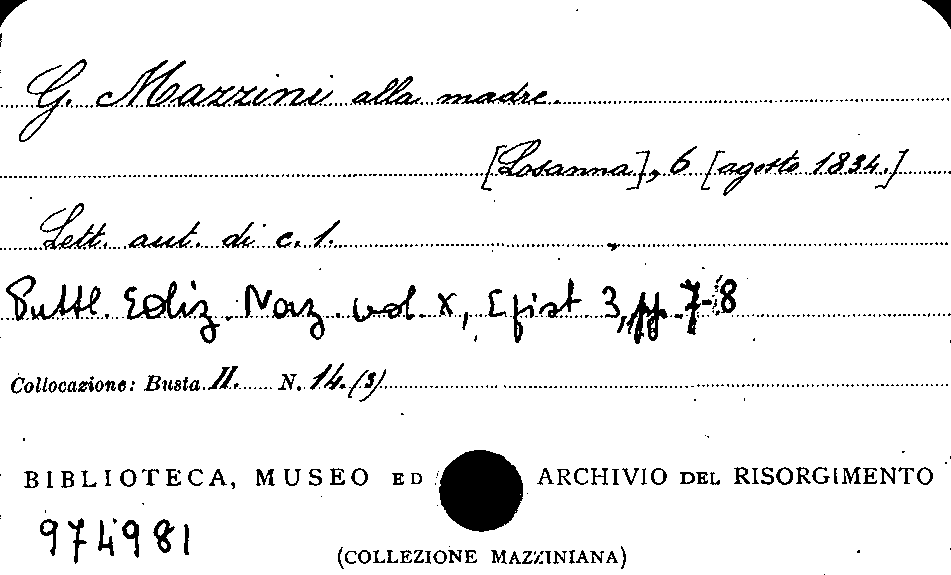 G. Mazzini alla madre.
[Losanna], 6 [agosto 1834.]
Lett. aut. di c. 1.
Pubbl. Ediz. Naz. vol. X, Epist 3, pp. 7-8
Collocazione: Busta II. N. 14.(3)
BIBLIOTECA, MUSEO ED ARCHIVIO DEL RISORGIMENTO
974981
(COLLEZIONE MAZZINIANA)